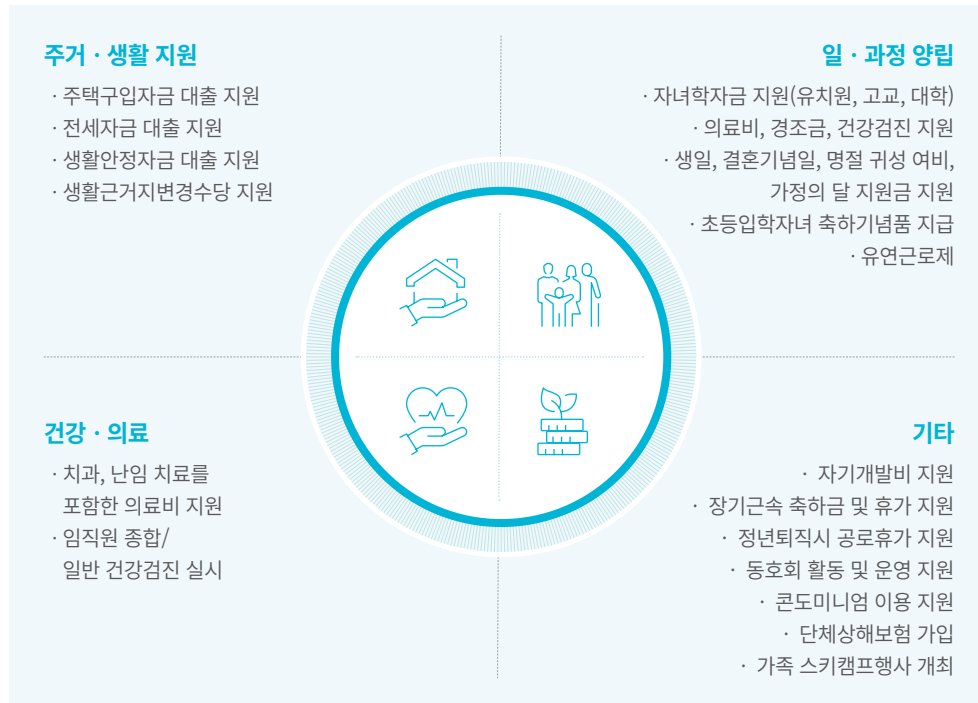 주거 · 생활 지원
· 주택구입자금 대출 지원
· 전세자금 대출 지원
· 생활안정자금 대출 지원
· 생활근거지변경수당 지원
일 · 과정 양립
· 자녀학자금 지원(유치원, 고교, 대학)
· 의료비, 경조금, 건강검진 지원
· 생일, 결혼기념일, 명절 귀성 여비,
가정의 달 지원금 지원
· 초등입학자녀 축하기념품 지급
· 유연근로제
건강 · 의료
· 치과, 난임 치료를
포함한 의료비 지원
· 임직원 종합/
일반 건강검진 실시
기타
· 자기개발비 지원
· 장기근속 축하금 및 휴가 지원
· 정년퇴직시 공로휴가 지원
· 동호회 활동 및 운영 지원
· 콘도미니엄 이용 지원
· 단체상해보험 가입
· 가족 스키캠프행사 개최